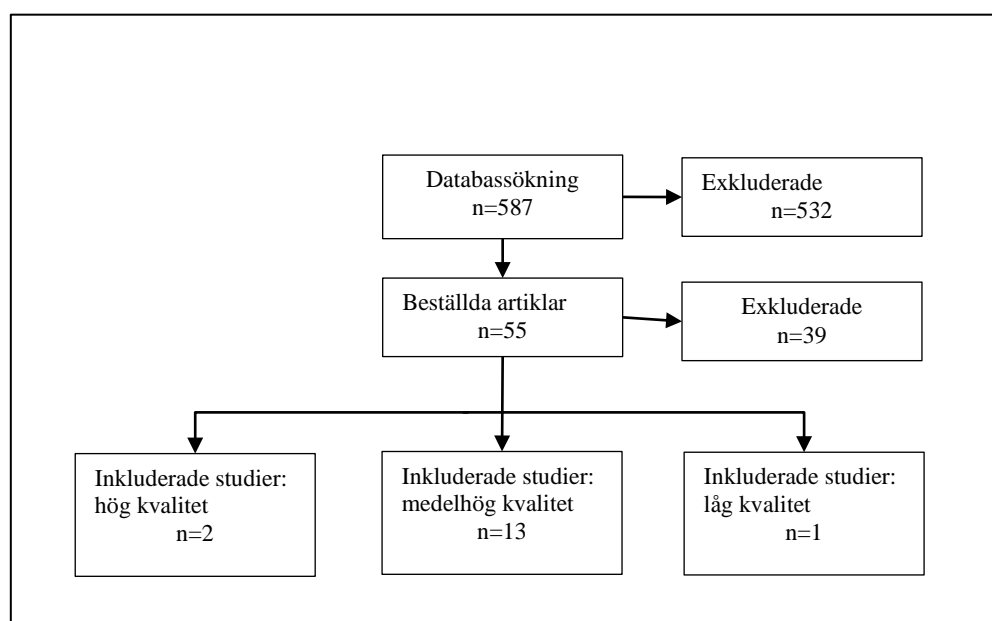 Databassökning
n=587
Exkluderade
n=532
Beställda artiklar
n=55
Exkluderade
n=39
Inkluderade studier:
hög kvalitet
n=2
Inkluderade studier:
medelhög kvalitet
n=13
Inkluderade studier:
låg kvalitet
n=1